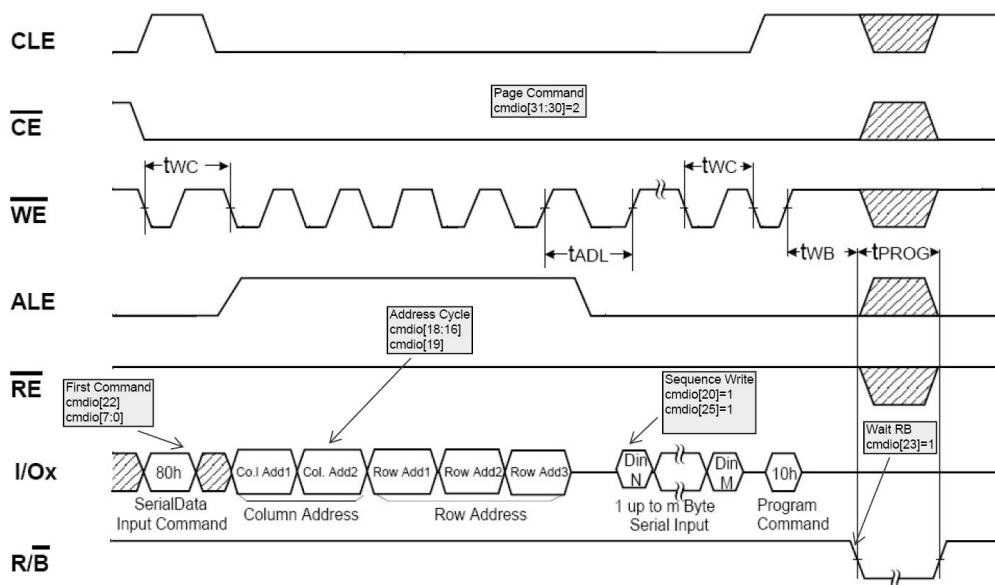 CLE
Page Command
cmdio[31:30]=2
CE
tWC
tWC
WE
tADL
tWB
tPROG
ALE
Address Cycle
cmdio[18:16]
cmdio[19]
RE
First Command
cmdio[22]
cmdio[7:0]
Sequence Write
cmdio[20]=1
cmdio[25]=1
Wait RB
cmdio[23]=1
I/Ox
80h
Co.l Add1
Col. Add2
Row Add1
Row Add2
Row Add3
Din
N
Din
M
10h
SerialData
Input Command
Column Address
Row Address
1 up to m Byte
Serial Input
Program
Command
R/B